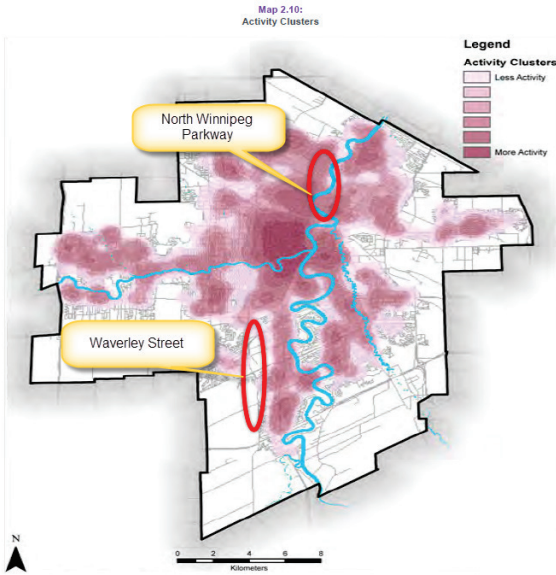 Map 2.10:
Activity Clusters
Legend
Activity Clusters
Less Activity
More Activity
North Winnipeg
Parkway
Waverley Street
N
0 2 4 6 8
Kilometers